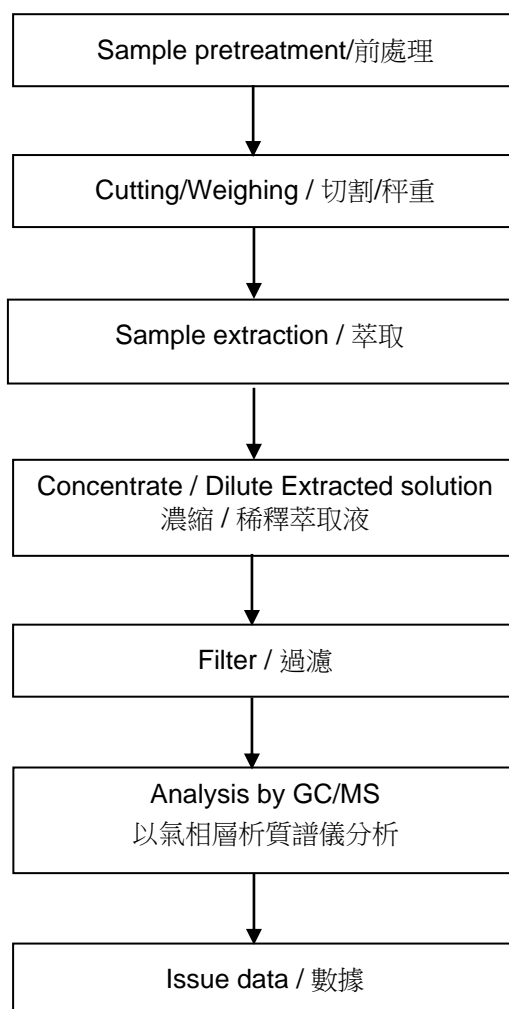 Sample pretreatment/前處理
Cutting/Weighing / 切割/秤重
Sample extraction / 萃取
Concentrate / Dilute Extracted solution
濃縮 / 稀釋萃取液
Filter / 過濾
Analysis by GC/MS
以氣相層析質譜儀分析
Issue data / 數據